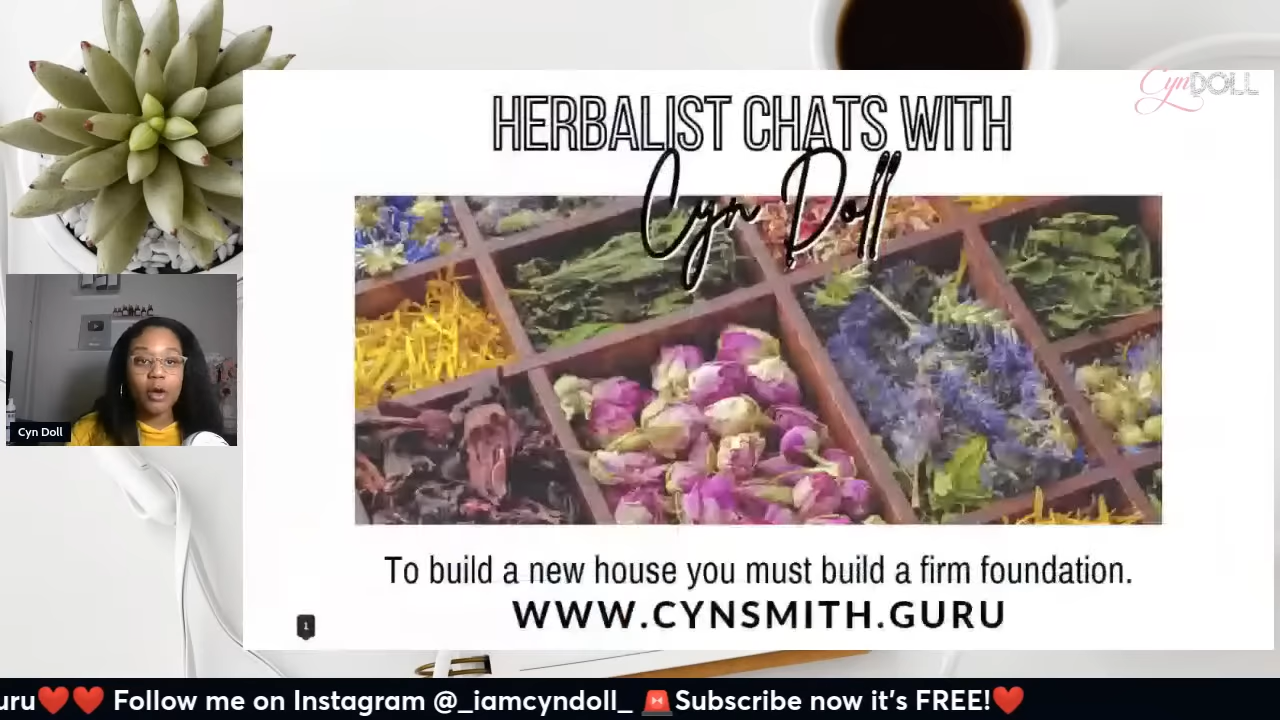 CynDOLL
HERBALIST CHATS WITH
Cyn Doll
Cyn Doll
To build a new house you must build a firm foundation.
WWW.CYNSMITH.GURU
1
uru❤️❤️ Follow me on Instagram @_iamcyndoll_ 🚨Subscribe now it's FREE!❤️